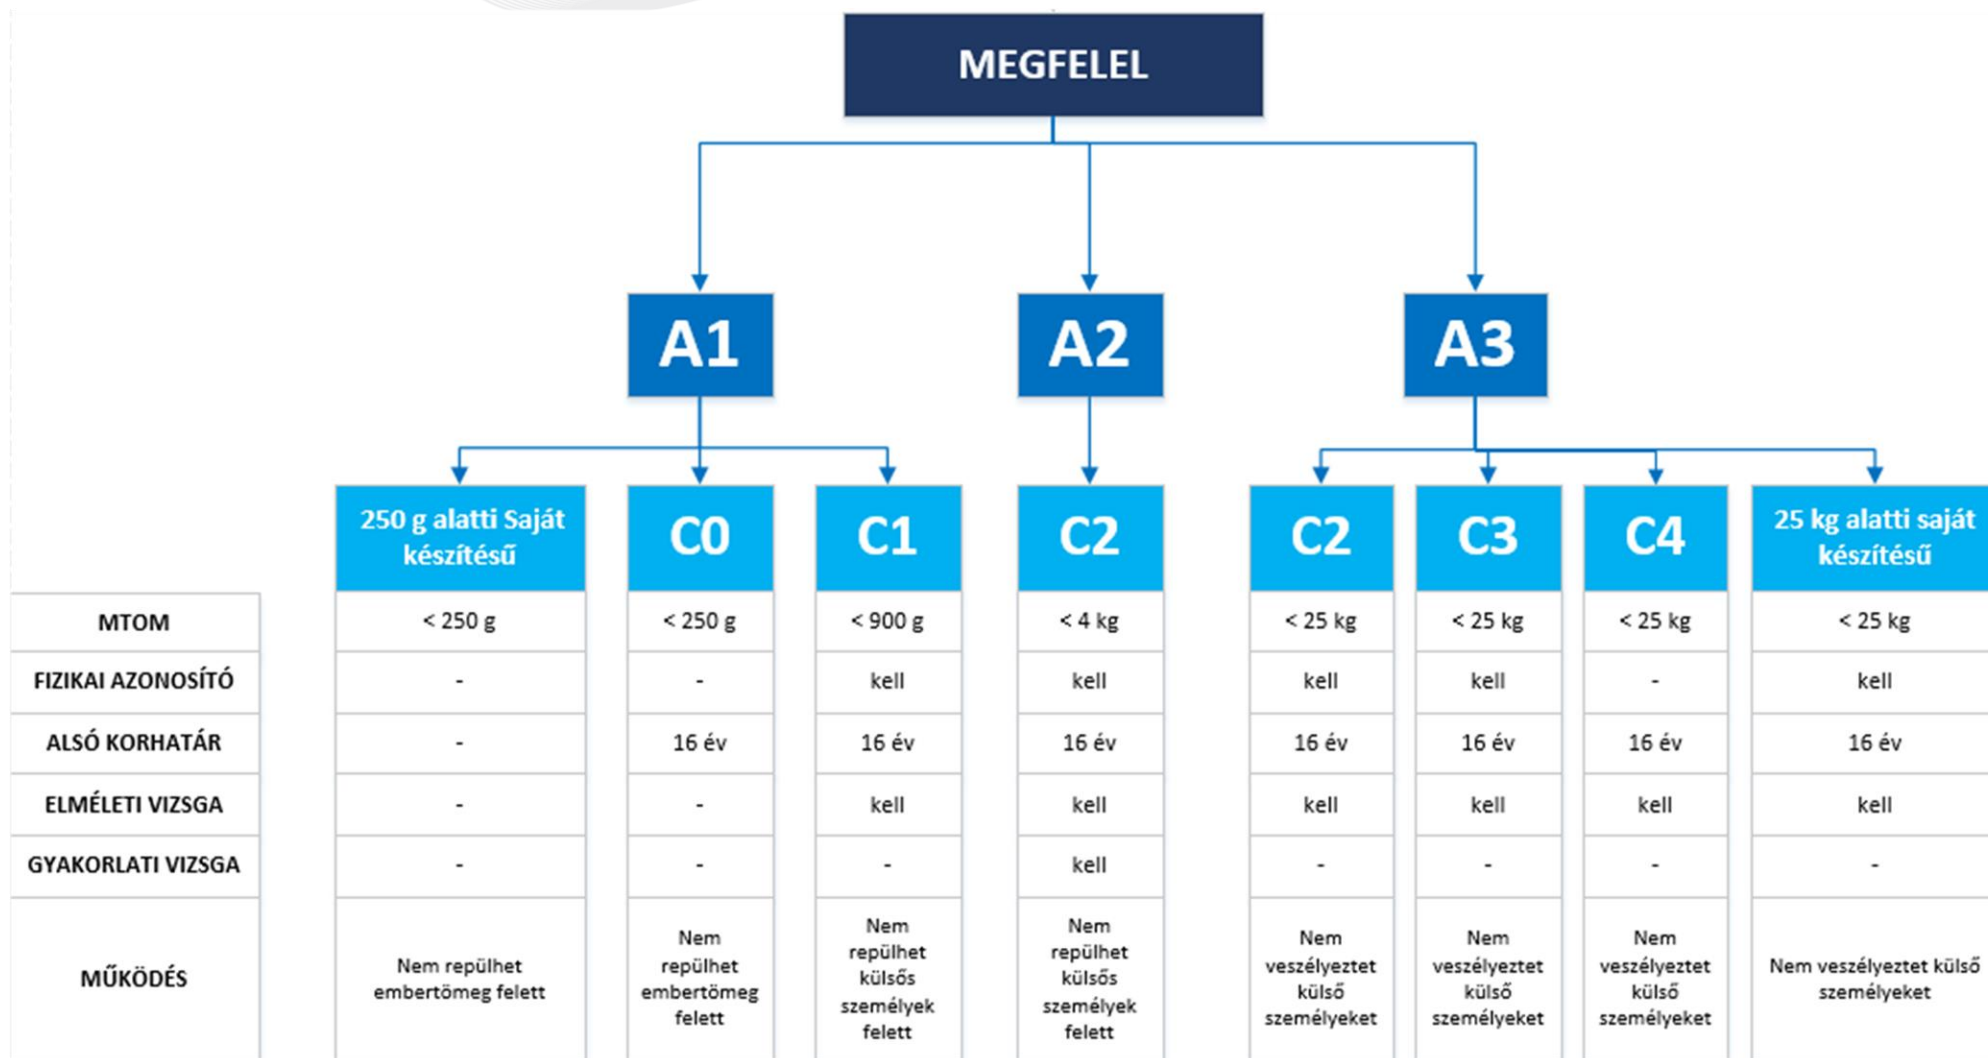 MEGFELEL
A1
A2
A3
250 g alatti Saját
készítésű
C0
C1
C2
C2
C3
C4
25 kg alatti saját
készítésű
MTOM
< 250 g
< 250 g
< 900 g
< 4 kg
< 25 kg
< 25 kg
< 25 kg
< 25 kg
FIZIKAI AZONOSÍTÓ
-
-
kell
kell
kell
kell
-
kell
ALSÓ KORHATÁR
-
16 év
16 év
16 év
16 év
16 év
16 év
16 év
ELMÉLETI VIZSGA
-
-
kell
kell
kell
kell
kell
kell
GYAKORLATI VIZSGA
-
-
-
kell
-
-
-
-
MŰKÖDÉS
Nem repülhet
embertömeg felett
Nem
repülhet
embertömeg
felett
Nem
repülhet
külsős
személyek
felett
Nem
repülhet
külsős
személyek
felett
Nem
veszélyeztet
külső
személyeket
Nem
veszélyeztet
külső
személyeket
Nem
veszélyeztet
külső
személyeket
Nem veszélyeztet külső
személyeket